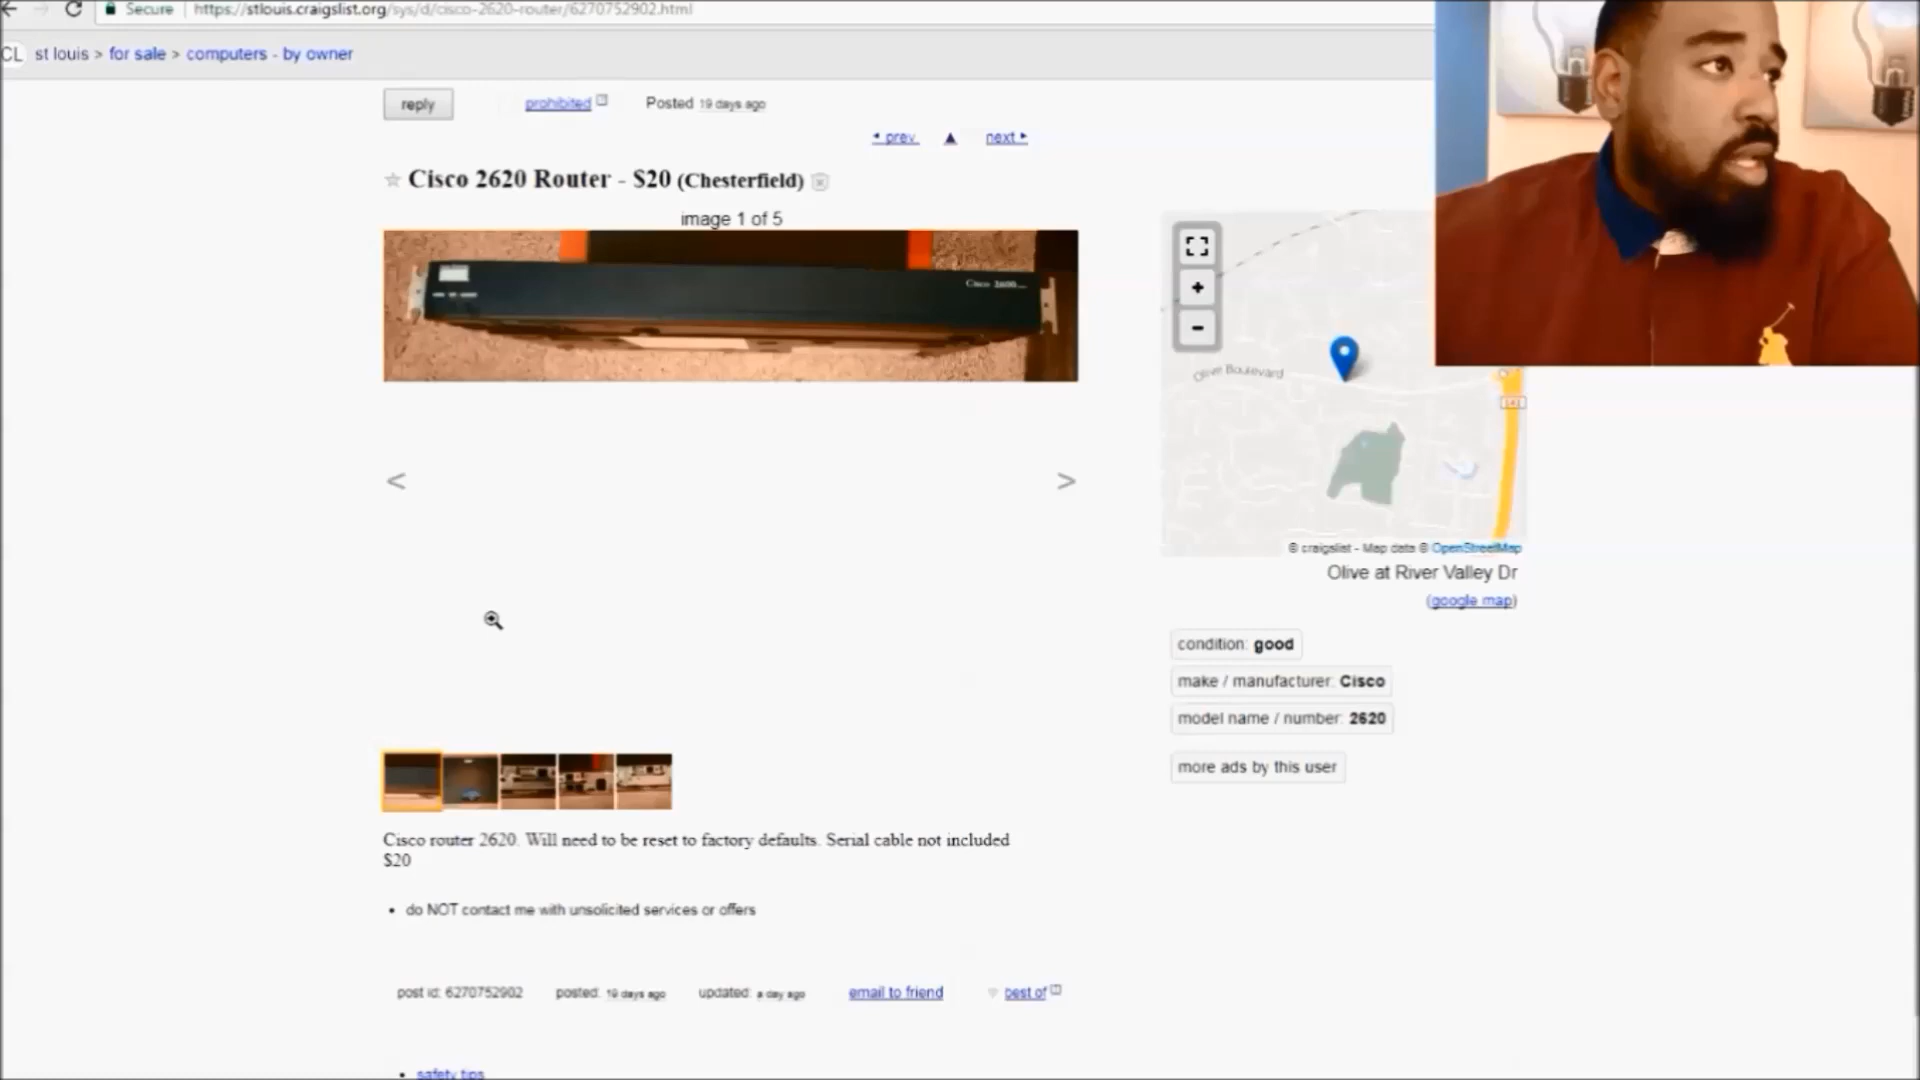 Secure https://stlouis.craigslist.org/sys/d/cisco-2620-router/6270752902.html
CL st louis > for sale > computers - by owner
reply prohibited Posted 19 days ago
prev ▲ next
Cisco 2620 Router - $20 (Chesterfield)
image 1 of 5
Cisco 2600
< >
Olive Boulevard
© craigslist - Map data © OpenStreetMap
Olive at River Valley Dr
(google map)
condition: good
make / manufacturer: Cisco
model name / number: 2620
more ads by this user
Cisco router 2620. Will need to be reset to factory defaults. Serial cable not included
$20
• do NOT contact me with unsolicited services or offers
post id: 6270752902 posted: 19 days ago updated: a day ago email to friend best of
• safety tips